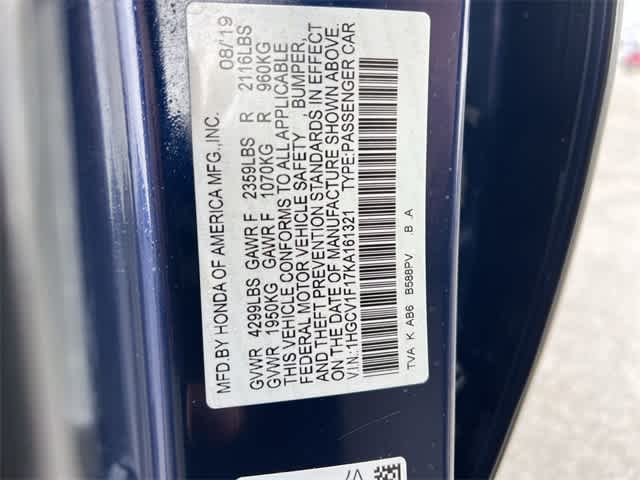 MFD.BY HONDA OF AMERICA MFG.,INC. 08/19
GVWR 4299LBS GAWR F 2359LBS R 2116LBS
GVWR 1950KG GAWR F 1070KG R 960KG
THIS VEHICLE CONFORMS TO ALL APPLICABLE
FEDERAL MOTOR VEHICLE SAFETY , BUMPER,
AND THEFT PREVENTION STANDARDS IN EFFECT
ON THE DATE OF MANUFACTURE SHOWN ABOVE.
V.I.N:1HGCV1F17KA161321 TYPE:PASSENGER CAR
TVA K AB6 B588PV B .A